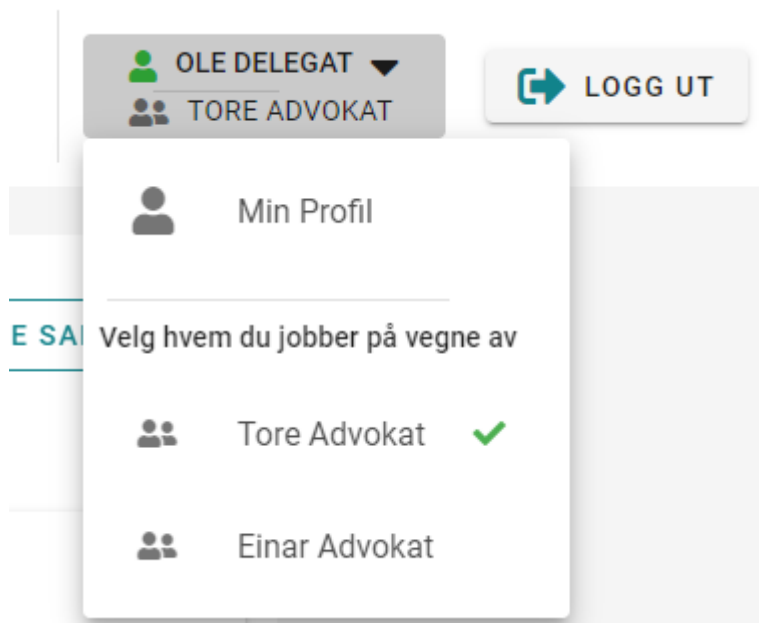 OLE DELEGAT
TORE ADVOKAT
LOGG UT
Min Profil
Velg hvem du jobber på vegne av
Tore Advokat
Einar Advokat